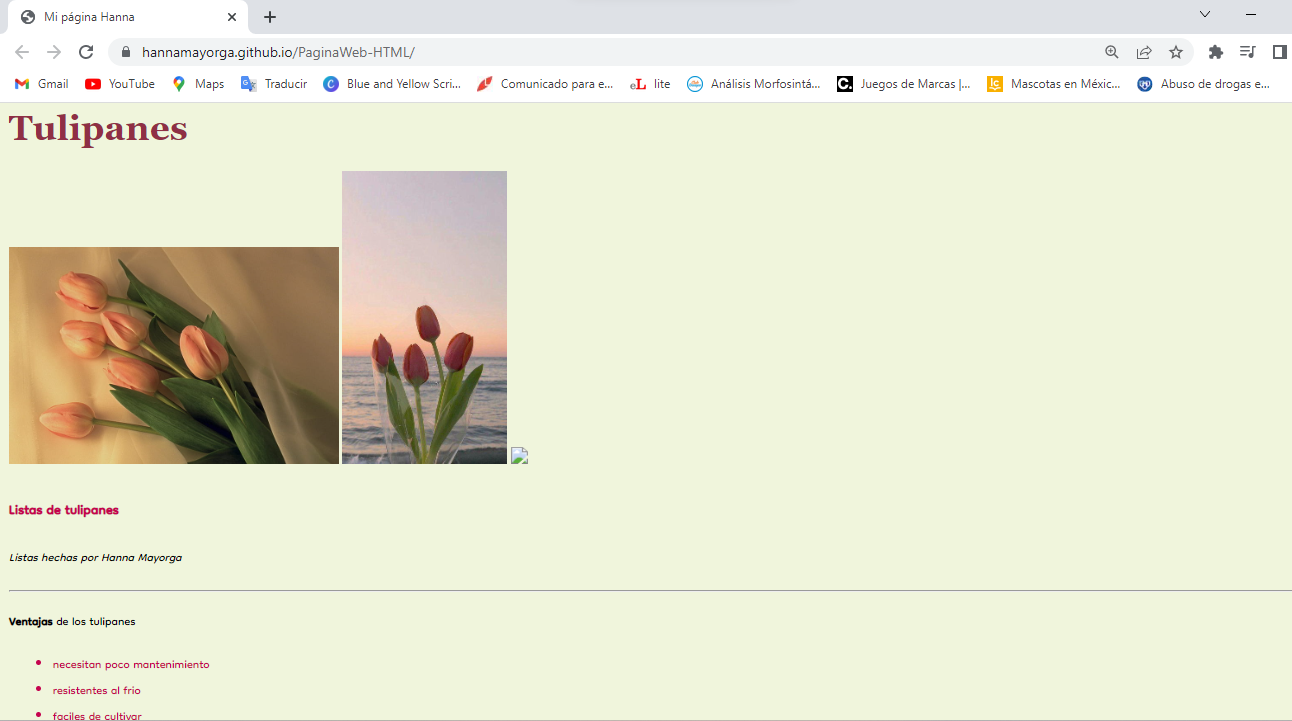 Mi página Hanna
hannamayorga.github.io/PaginaWeb-HTML/
Gmail YouTube Maps Traducir Blue and Yellow Scri... Comunicado para e... eL lite Análisis Morfosintá... C. Juegos de Marcas |... lc Mascotas en Méxic... Abuso de drogas e...
Tulipanes
Listas de tulipanes
Listas hechas por Hanna Mayorga
Ventajas de los tulipanes
necesitan poco mantenimiento
resistentes al frio
faciles de cultivar